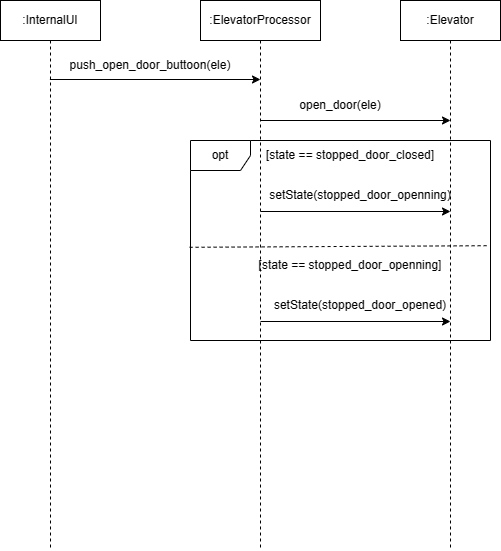 :InternalUI
:ElevatorProcessor
:Elevator
push_open_door_buttoon(ele)
open_door(ele)
opt
[state == stopped_door_closed]
setState(stopped_door_openning)
[state == stopped_door_openning]
setState(stopped_door_opened)